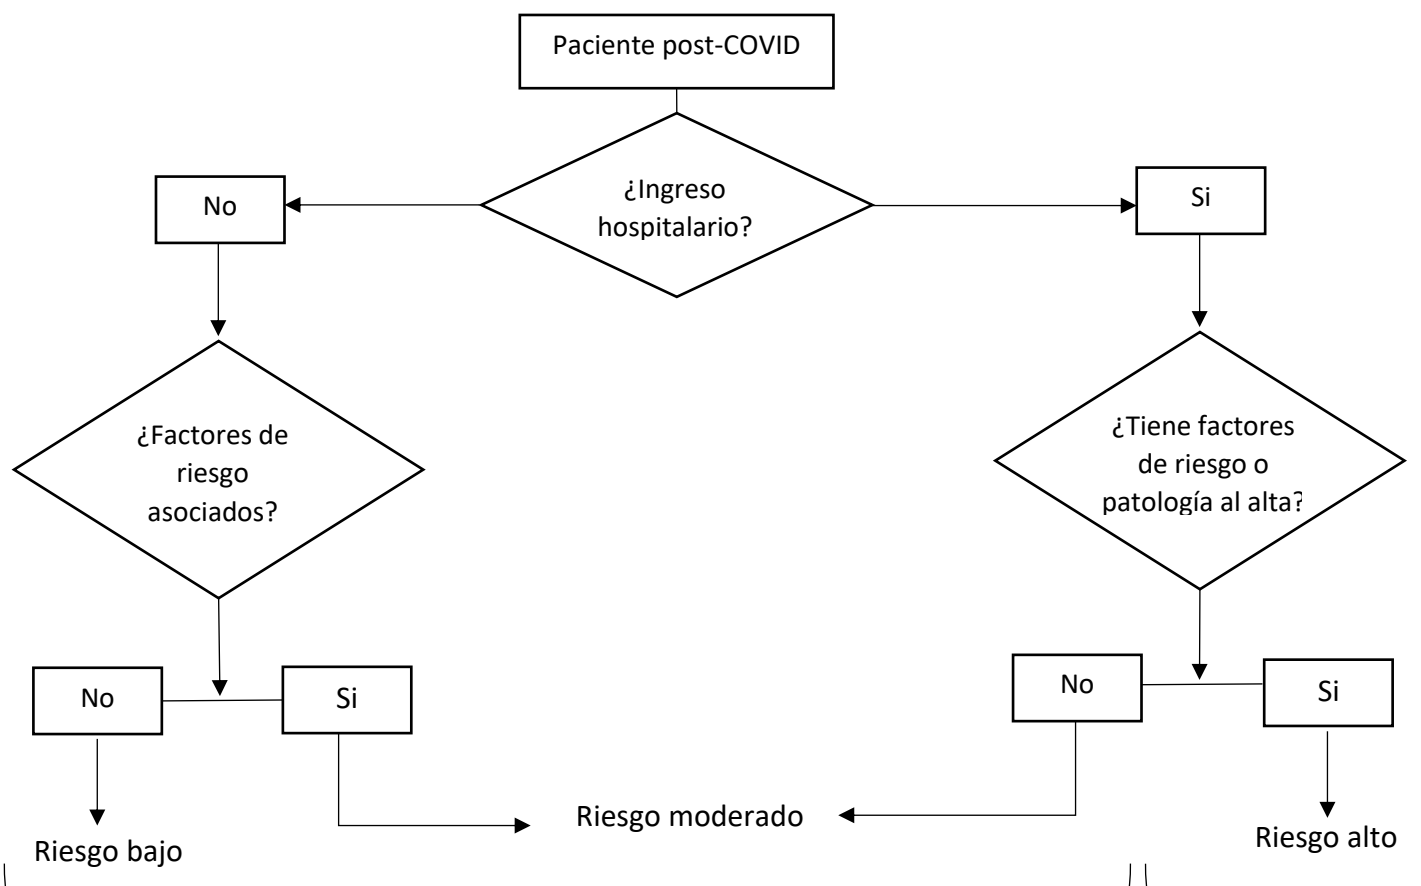 Paciente post-COVID
¿Ingreso
hospitalario?
No
Si
¿Factores de
riesgo
asociados?
¿Tiene factores
de riesgo o
patología al alta?
No
Si
No
Si
Riesgo bajo
Riesgo moderado
Riesgo alto